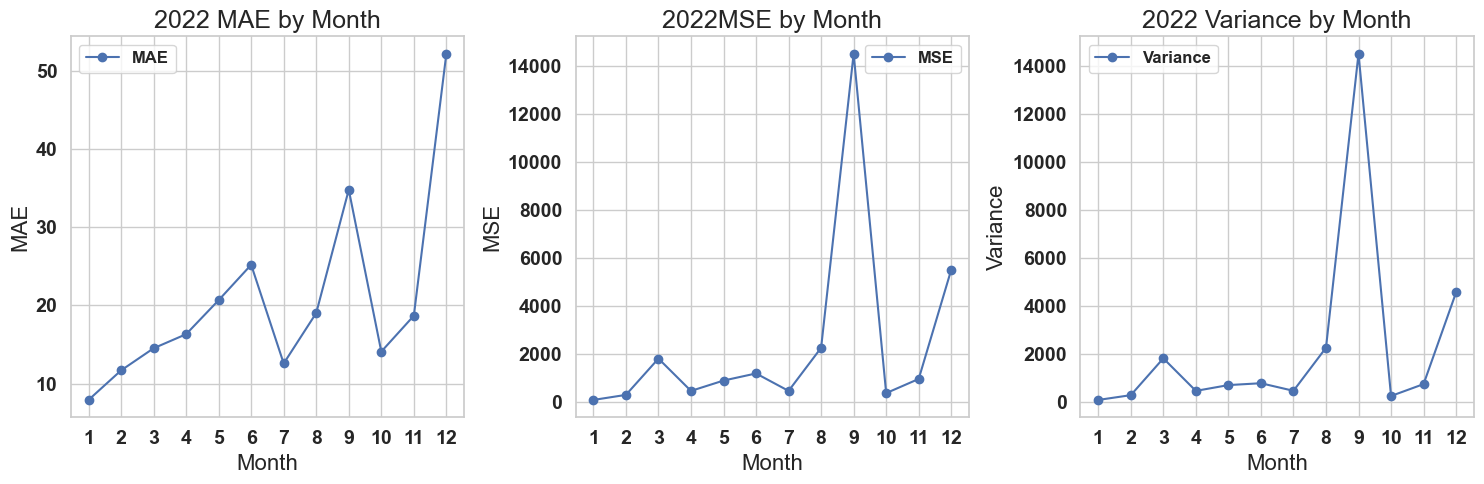 2022 MAE by Month
MAE
50
40
30
20
10
MAE
1 2 3 4 5 6 7 8 9 10 11 12
Month
2022MSE by Month
MSE
14000
12000
10000
8000
6000
4000
2000
0
MSE
1 2 3 4 5 6 7 8 9 10 11 12
Month
2022 Variance by Month
Variance
14000
12000
10000
8000
6000
4000
2000
0
Variance
1 2 3 4 5 6 7 8 9 10 11 12
Month